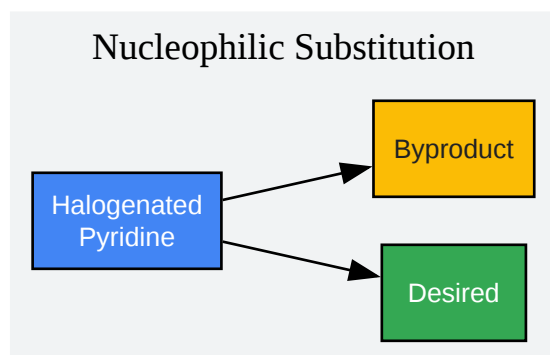 Nucleophilic Substitution
Byproduct
Halogenated
Pyridine
Desired